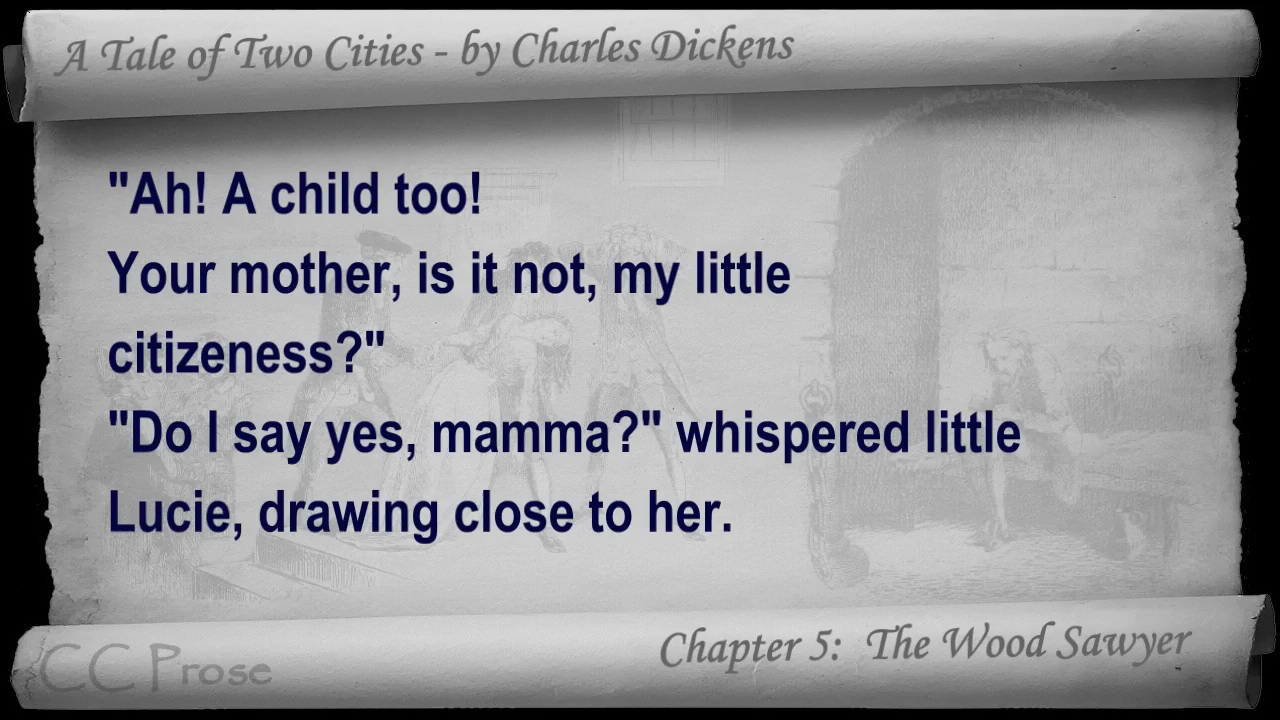 A Tale of Two Cities - by Charles Dickens
"Ah! A child too!
Your mother, is it not, my little
citizeness?"
"Do I say yes, mamma?" whispered little
Lucie, drawing close to her.
CC Prose
Chapter 5: The Wood Sawyer